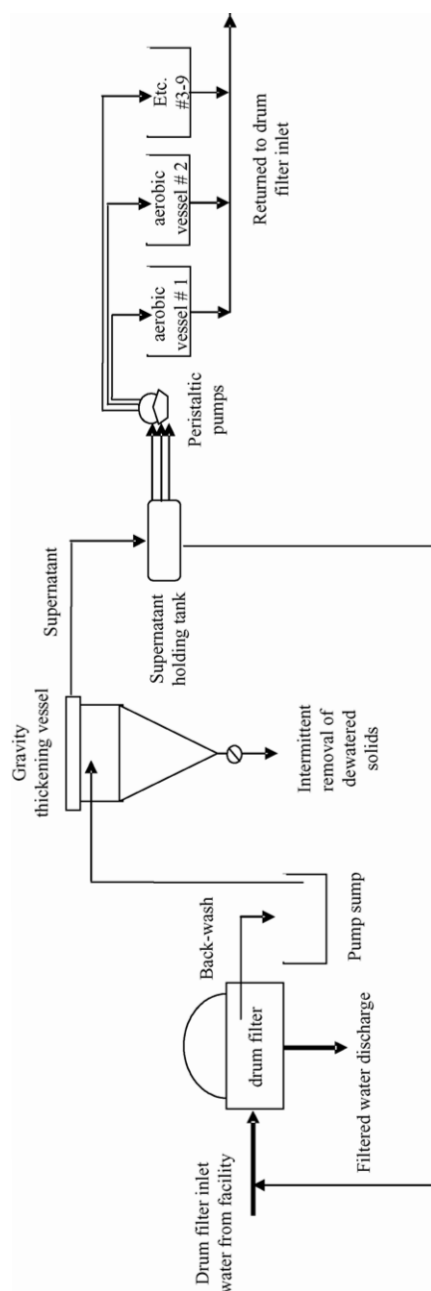 Drum filter inlet
water from facility
drum filter
Filtered water discharge
Back-wash
Pump sump
Gravity
thickening vessel
Intermittent
removal of
dewatered
solids
Supernatant
Supernatant
holding tank
Peristaltic
pumps
aerobic
vessel # 1
aerobic
vessel # 2
Etc.
#3-9
Returned to drum
filter inlet